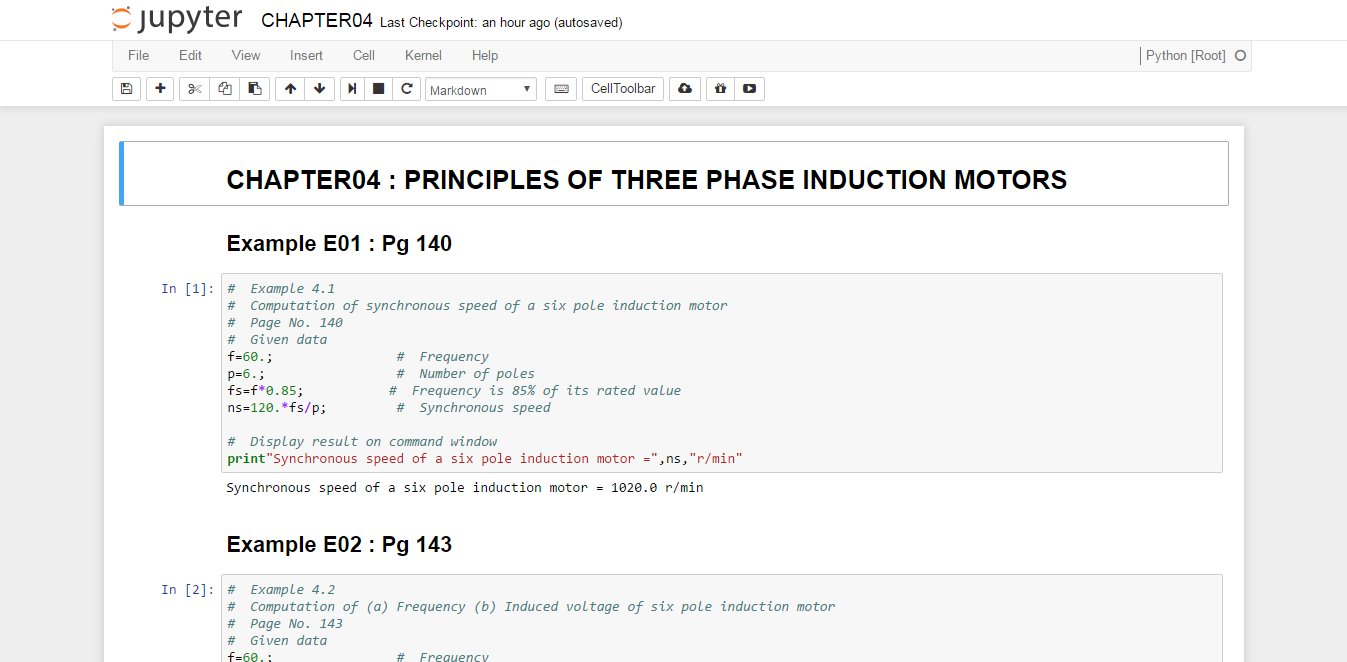 jupyter CHAPTER04 Last Checkpoint: an hour ago (autosaved)
File Edit View Insert Cell Kernel Help Python [Root]
Markdown CellToolbar
CHAPTER04 : PRINCIPLES OF THREE PHASE INDUCTION MOTORS
Example E01 : Pg 140
In [1]: #  Example 4.1
#  Computation of synchronous speed of a six pole induction motor
#  Page No. 140
#  Given data
f=60.;                #  Frequency
p=6.;                 #  Number of poles
fs=f*0.85;           #  Frequency is 85% of its rated value
ns=120.*fs/p;         #  Synchronous speed
#  Display result on command window
print"Synchronous speed of a six pole induction motor =",ns,"r/min"
Synchronous speed of a six pole induction motor = 1020.0 r/min
Example E02 : Pg 143
In [2]: #  Example 4.2
#  Computation of (a) Frequency (b) Induced voltage of six pole induction motor
#  Page No. 143
#  Given data
f=60.;                #  Frequency